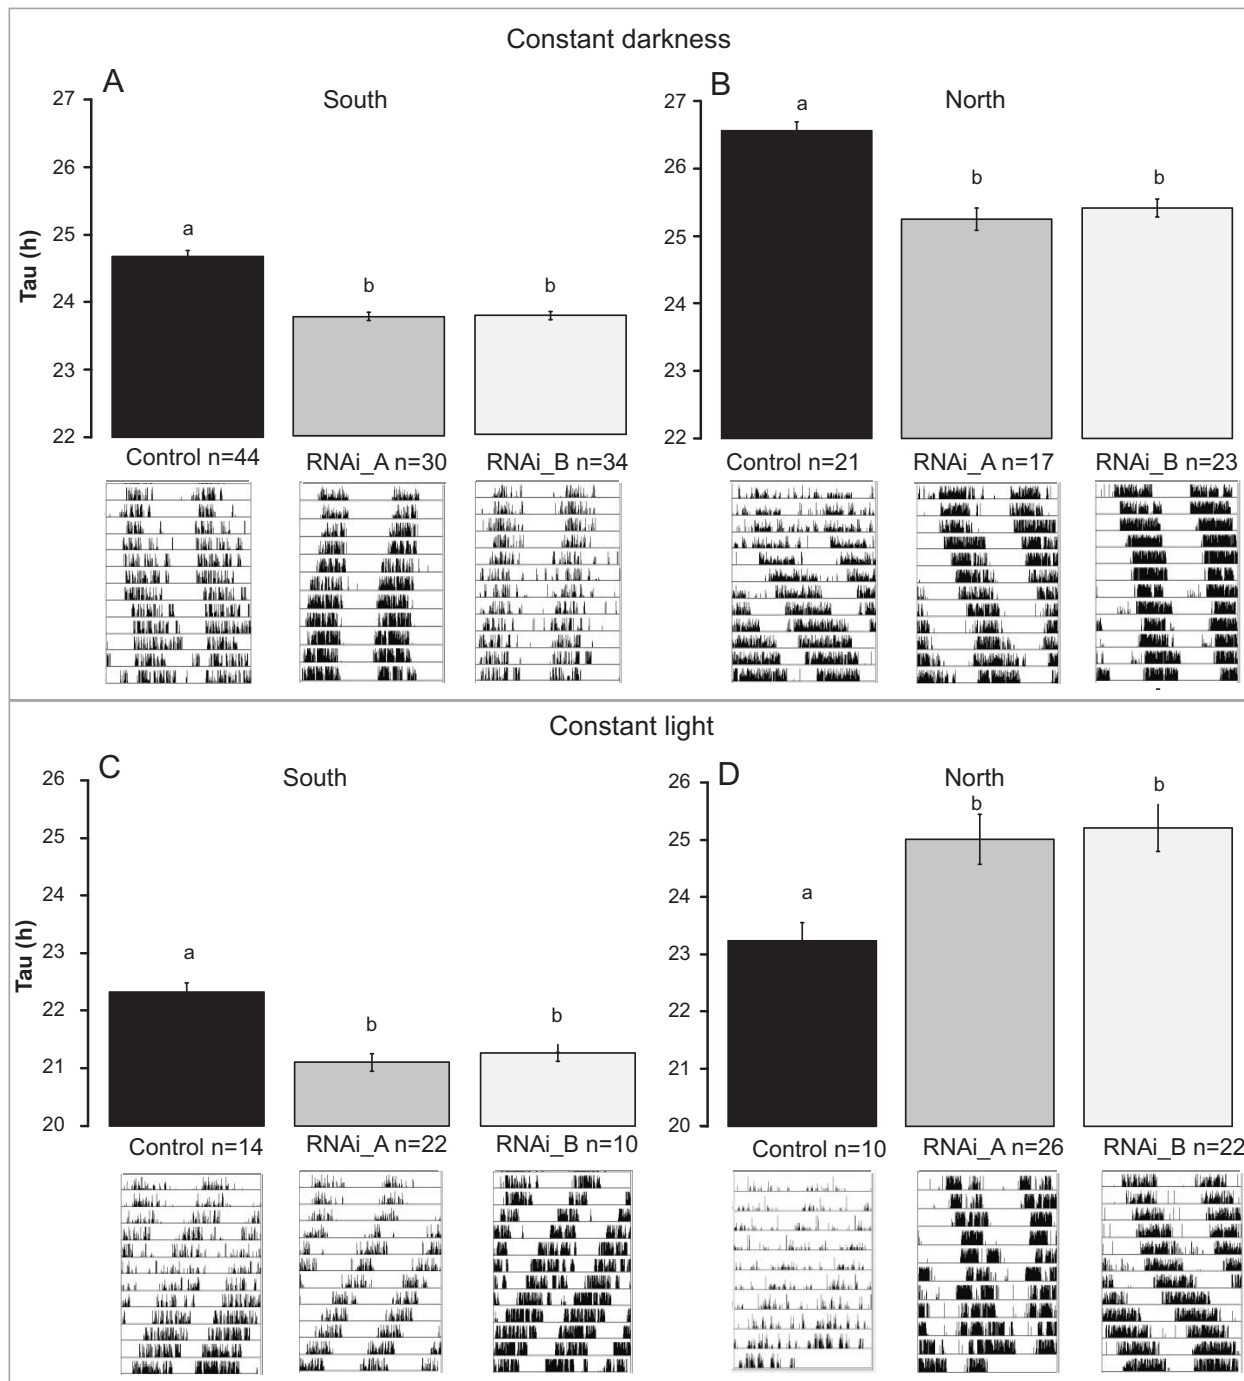 Constant darkness
A
South
27
26
25
24
23
22
Tau (h)
a
b
b
Control n=44
RNAi_A n=30
RNAi_B n=34
B
North
27
26
25
24
23
22
a
b
b
Control n=21
RNAi_A n=17
RNAi_B n=23
Constant light
C
South
26
25
24
23
22
21
20
Tau (h)
a
b
b
Control n=14
RNAi_A n=22
RNAi_B n=10
D
North
26
25
24
23
22
21
20
a
b
b
Control n=10
RNAi_A n=26
RNAi_B n=22